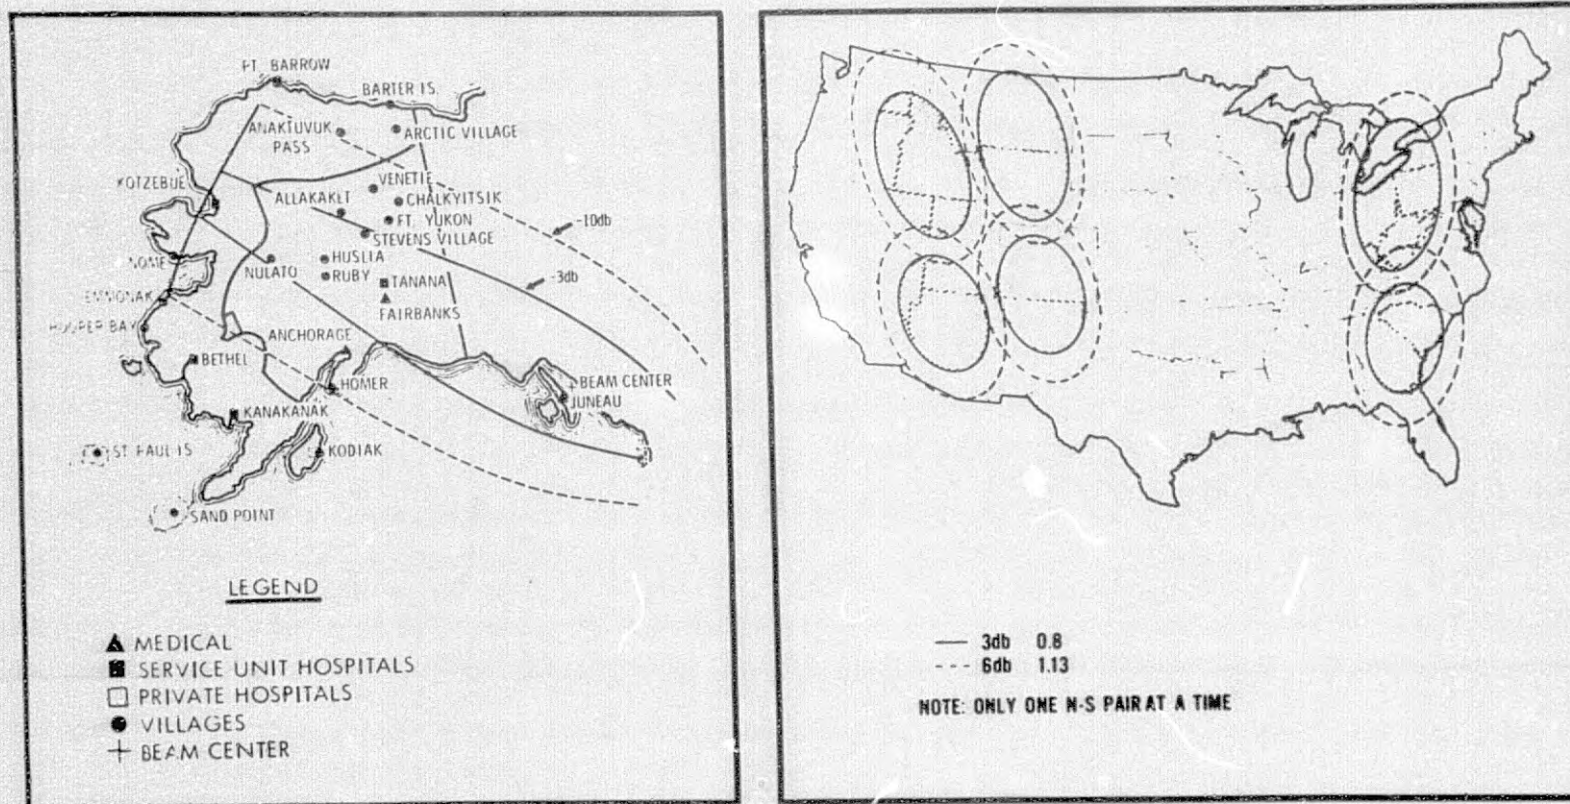 PT. BARROW
BARTER IS.
ANAKTUVUK
PASS
ARCTIC VILLAGE
VENETIE
KOTZEBUE
ALLAKAKET
CHALKYITSIK
FT. YUKON
-10db
STEVENS VILLAGE
NOME
NULATO
HUSLIA
RUBY
-3db
TANANA
EMMONAK
FAIRBANKS
HOOPER BAY
ANCHORAGE
BETHEL
HOMER
BEAM CENTER
JUNEAU
KANAKANAK
ST PAUL IS
KODIAK
SAND POINT
LEGEND
MEDICAL
SERVICE UNIT HOSPITALS
PRIVATE HOSPITALS
VILLAGES
BEAM CENTER
3db 0.8
6db 1.13
NOTE: ONLY ONE N-S PAIR AT A TIME